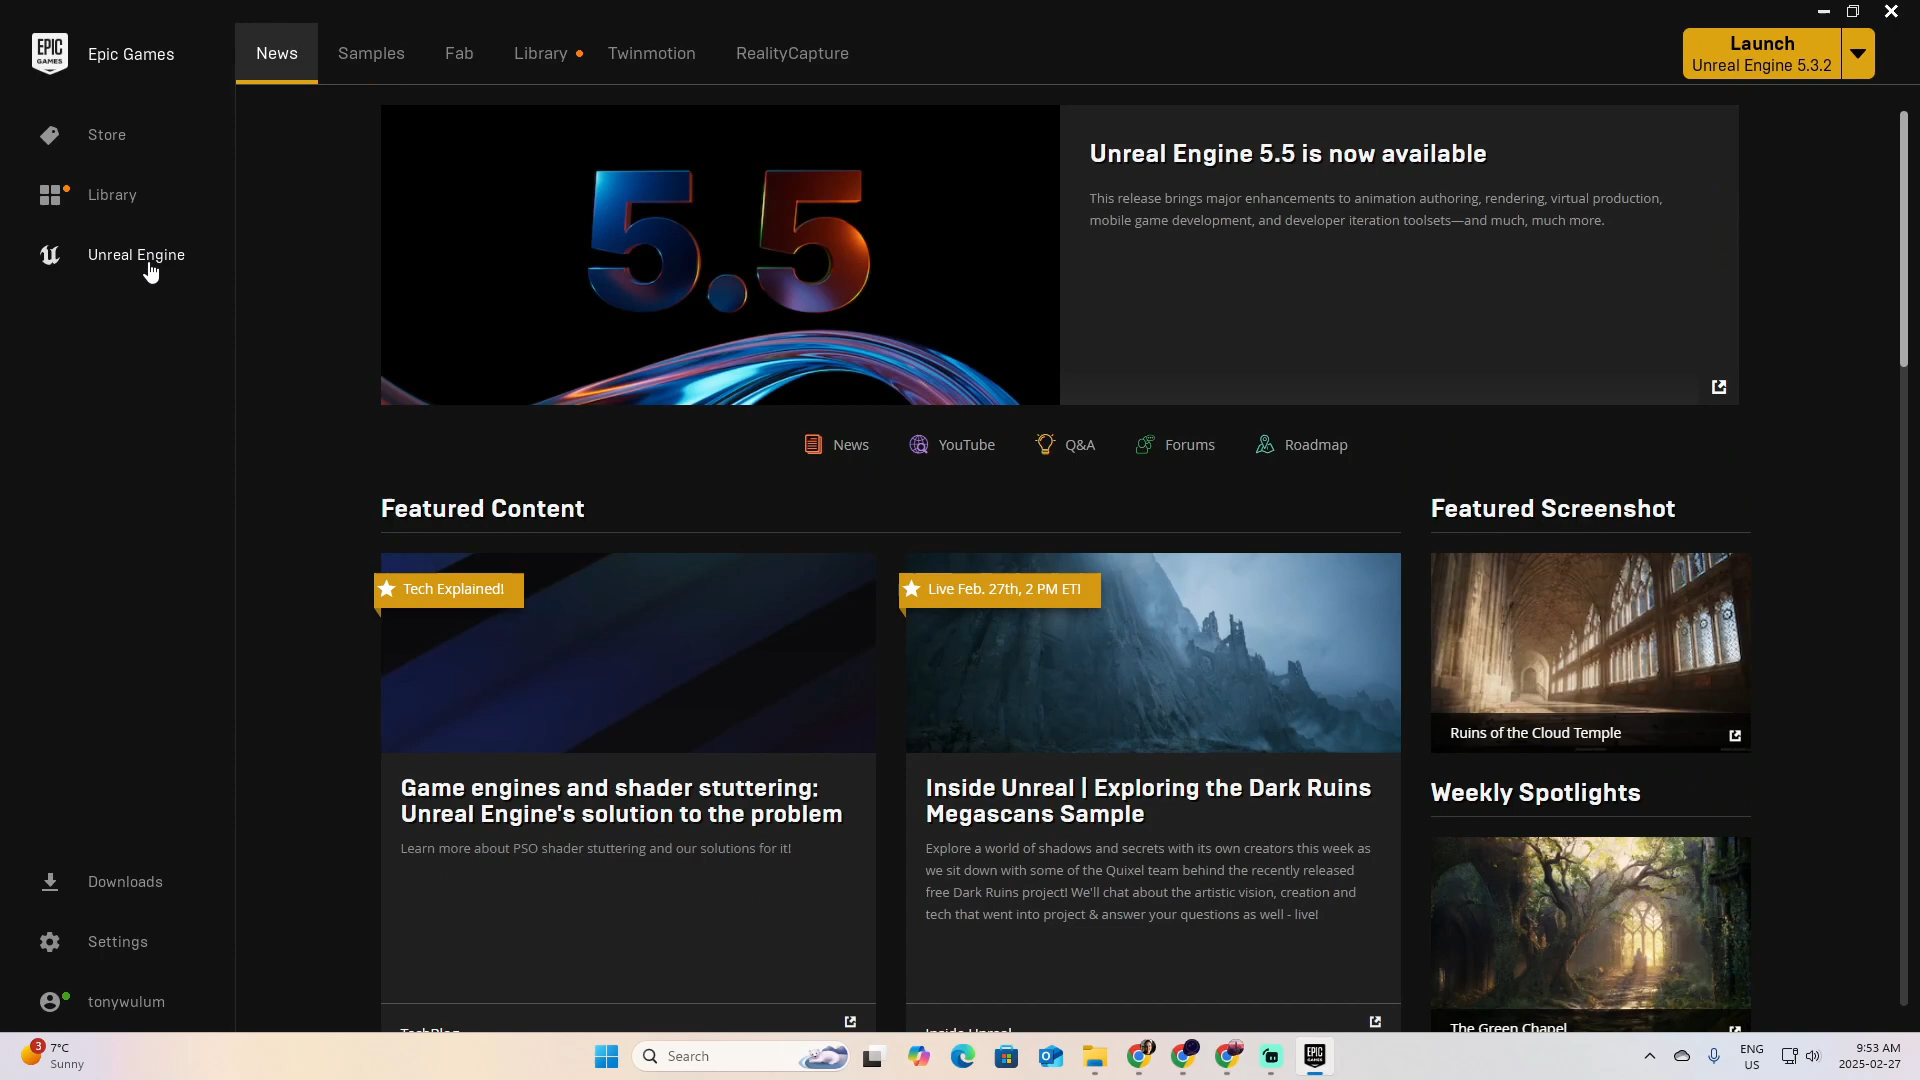 EPIC GAMES
Epic Games
News
Samples
Fab
Library
Twinmotion
RealityCapture
Launch
Unreal Engine 5.3.2
Store
Library
Unreal Engine
5.5
Unreal Engine 5.5 is now available
This release brings major enhancements to animation authoring, rendering, virtual production,
mobile game development, and developer iteration toolsets—and much, much more.
News
YouTube
Q&A
Forums
Roadmap
Featured Content
Featured Screenshot
Tech Explained!
Live Feb. 27th, 2 PM ET!
Ruins of the Cloud Temple
Game engines and shader stuttering:
Unreal Engine's solution to the problem
Learn more about PSO shader stuttering and our solutions for it!
Inside Unreal | Exploring the Dark Ruins
Megascans Sample
Explore a world of shadows and secrets with its own creators this week as
we sit down with some of the Quixel team behind the recently released
free Dark Ruins project! We'll chat about the artistic vision, creation and
tech that went into project & answer your questions as well - live!
Weekly Spotlights
The Green Chapel
Tech Blog
Inside Unreal
Downloads
Settings
tonywulum
3
7°C
Sunny
Search
EPIC GAMES
ENG
US
9:53 AM
2025-02-27